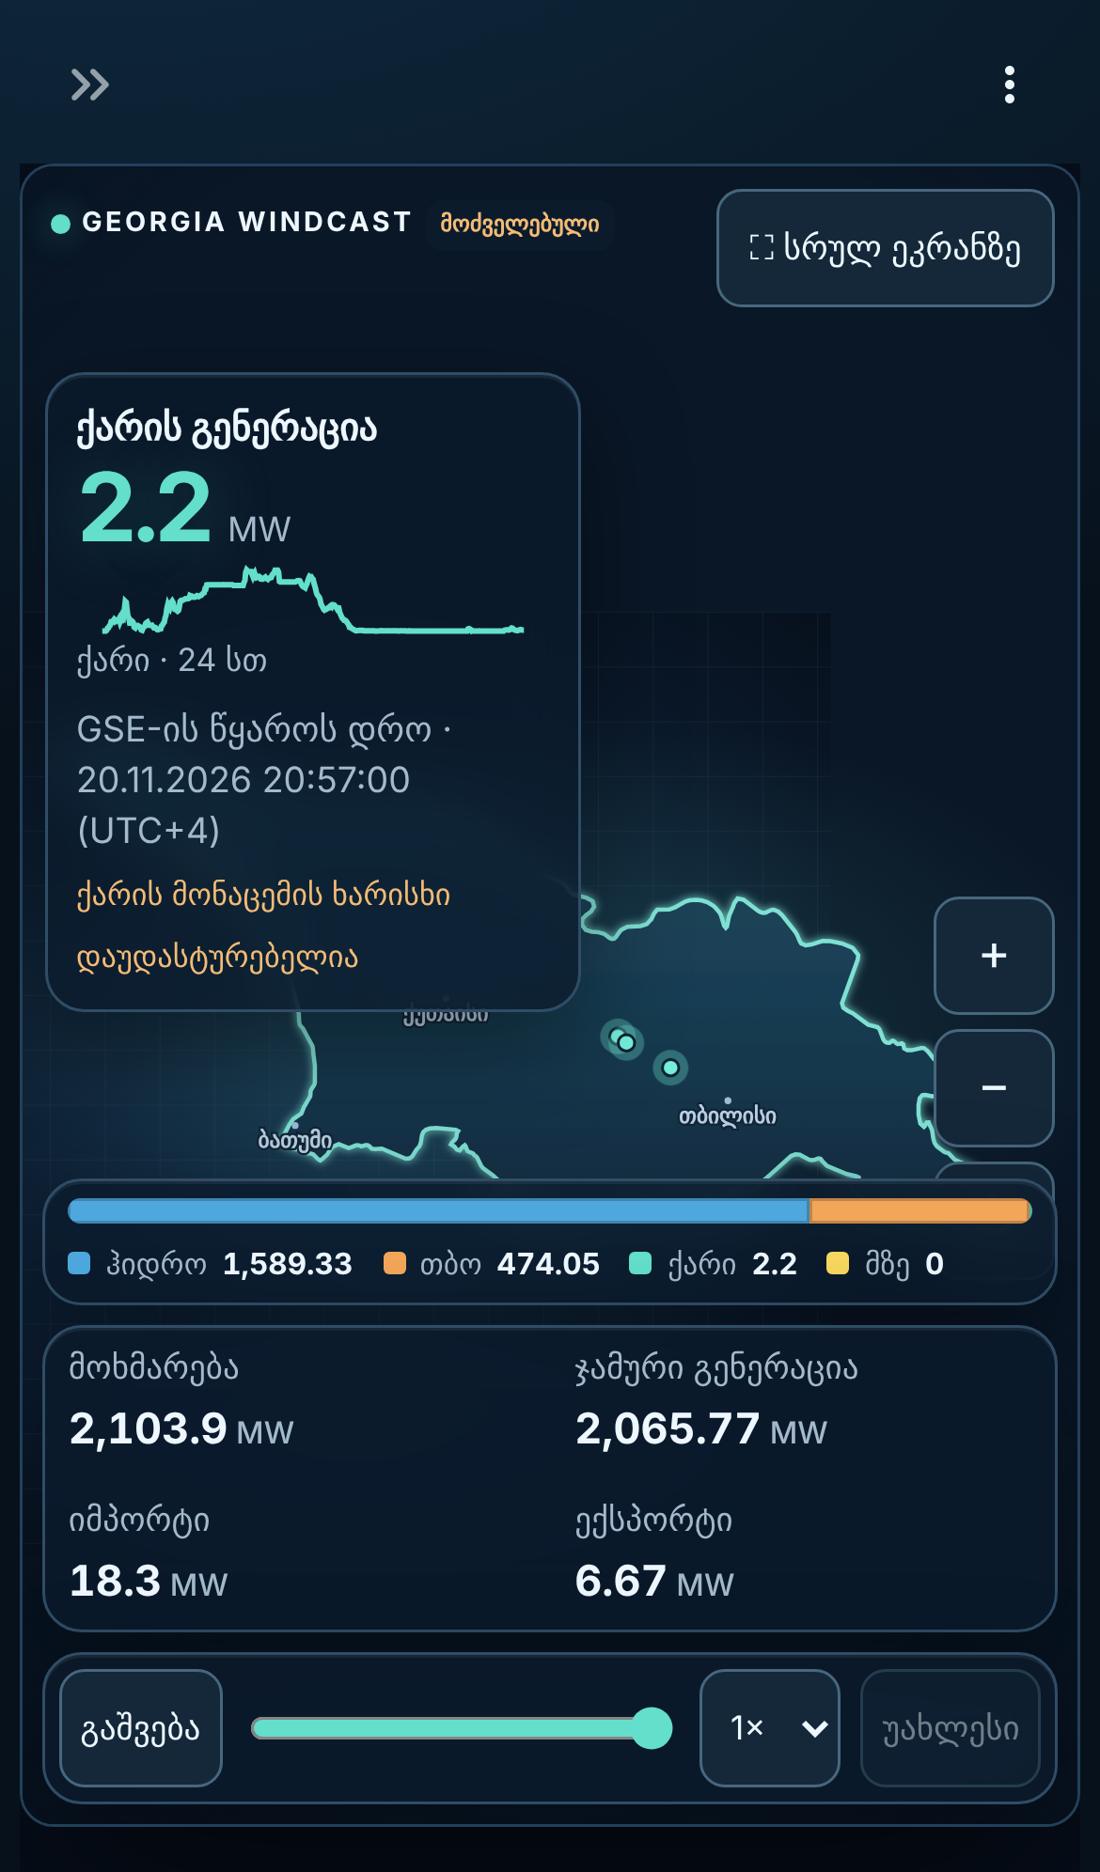 GEORGIA WINDCAST მოძველებული
სრულ ეკრანზე
ქარის გენერაცია
2.2 MW
ქარი · 24 სთ
GSE-ის წყაროს დრო ·
20.11.2026 20:57:00
(UTC+4)
ქარის მონაცემის ხარისხი
დაუდასტურებელია
ქუთაისი
თბილისი
ბათუმი
+
−
ჰიდრო 1,589.33 თბო 474.05 ქარი 2.2 მზე 0
მოხმარება
2,103.9 MW
ჯამური გენერაცია
2,065.77 MW
იმპორტი
18.3 MW
ექსპორტი
6.67 MW
გაშვება
1×
უახლესი